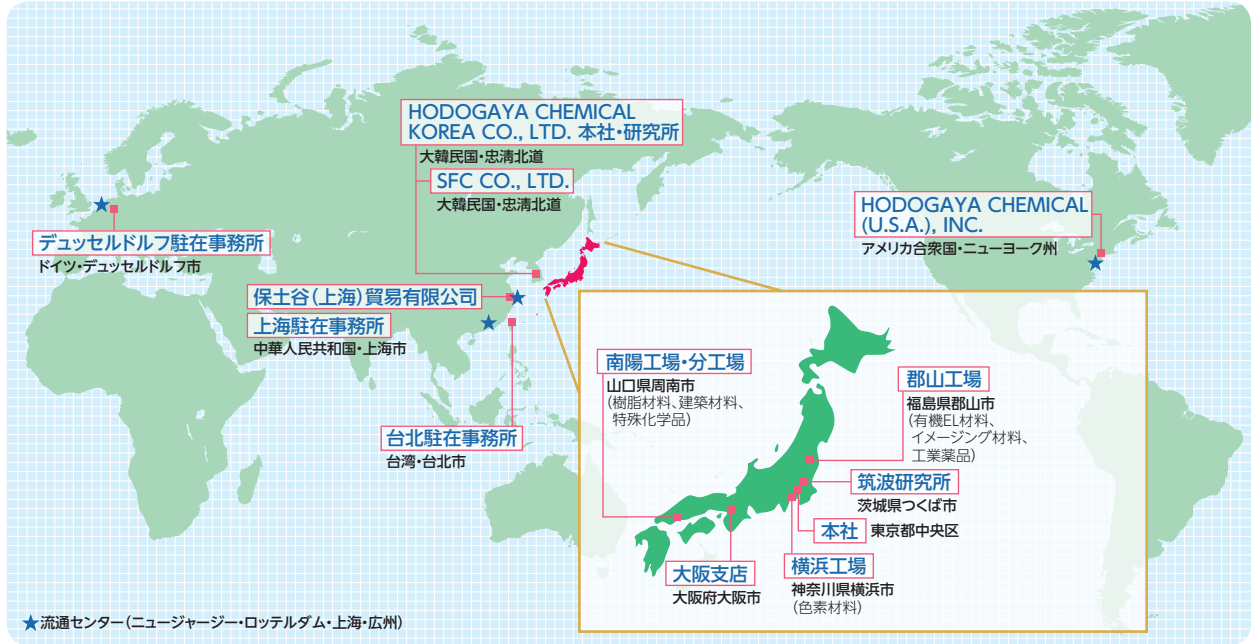 HODOGAYA CHEMICAL
KOREA CO., LTD. 本社・研究所
大韓民国・忠清北道
SFC CO., LTD.
大韓民国・忠清北道
HODOGAYA CHEMICAL
(U.S.A.), INC.
アメリカ合衆国・ニューヨーク州
デュッセルドルフ駐在事務所
ドイツ・デュッセルドルフ市
保土谷(上海)貿易有限公司
上海駐在事務所
中華人民共和国・上海市
台北駐在事務所
台湾・台北市
南陽工場・分工場
山口県周南市
(樹脂材料、建築材料、
特殊化学品)
郡山工場
福島県郡山市
(有機EL材料、
イメージング材料、
工業薬品)
筑波研究所
茨城県つくば市
本社 東京都中央区
大阪支店
大阪府大阪市
横浜工場
神奈川県横浜市
(色素材料)
★流通センター(ニュージャージー・ロッテルダム・上海・広州)